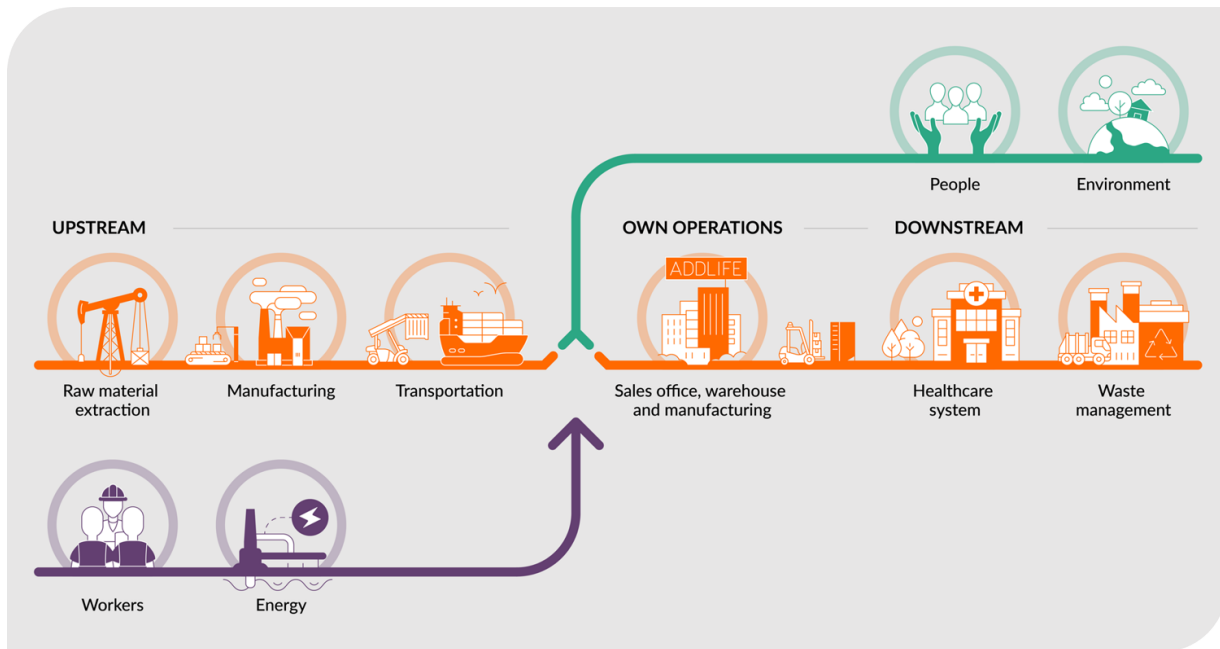 People
Environment
UPSTREAM
OWN OPERATIONS
DOWNSTREAM
ADDLIFE
Raw material
extraction
Manufacturing
Transportation
Sales office, warehouse
and manufacturing
Healthcare
system
Waste
management
Workers
Energy